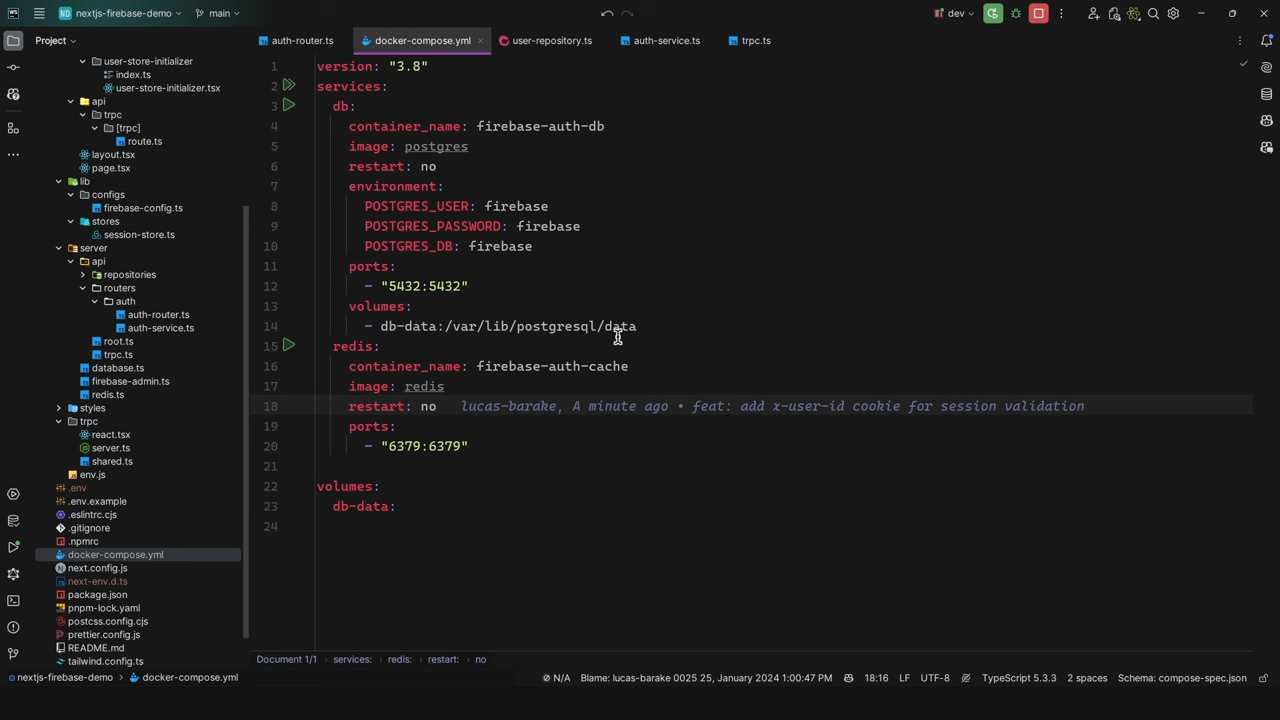 WS
ND nextjs-firebase-demo
main
dev
Project
auth-router.ts
docker-compose.yml
user-repository.ts
auth-service.ts
trpc.ts
user-store-initializer
index.ts
user-store-initializer.tsx
api
trpc
[trpc]
route.ts
layout.tsx
page.tsx
lib
configs
firebase-config.ts
stores
session-store.ts
server
api
repositories
routers
auth
auth-router.ts
auth-service.ts
root.ts
trpc.ts
database.ts
firebase-admin.ts
redis.ts
styles
trpc
react.tsx
server.ts
shared.ts
env.js
.env
.env.example
.eslintrc.cjs
.gitignore
.npmrc
docker-compose.yml
next.config.js
next-env.d.ts
package.json
pnpm-lock.yaml
postcss.config.cjs
prettier.config.js
README.md
tailwind.config.ts
1 version: "3.8"
2 services:
3 db:
4 container_name: firebase-auth-db
5 image: postgres
6 restart: no
7 environment:
8 POSTGRES_USER: firebase
9 POSTGRES_PASSWORD: firebase
10 POSTGRES_DB: firebase
11 ports:
12 - "5432:5432"
13 volumes:
14 - db-data:/var/lib/postgresql/data
15 redis:
16 container_name: firebase-auth-cache
17 image: redis
18 restart: no lucas-barake, A minute ago • feat: add x-user-id cookie for session validation
19 ports:
20 - "6379:6379"
21
22 volumes:
23 db-data:
24
Document 1/1 › services: › redis: › restart: › no
nextjs-firebase-demo › docker-compose.yml
N/A Blame: lucas-barake 0025 25, January 2024 1:00:47 PM 18:16 LF UTF-8 TypeScript 5.3.3 2 spaces Schema: compose-spec.json